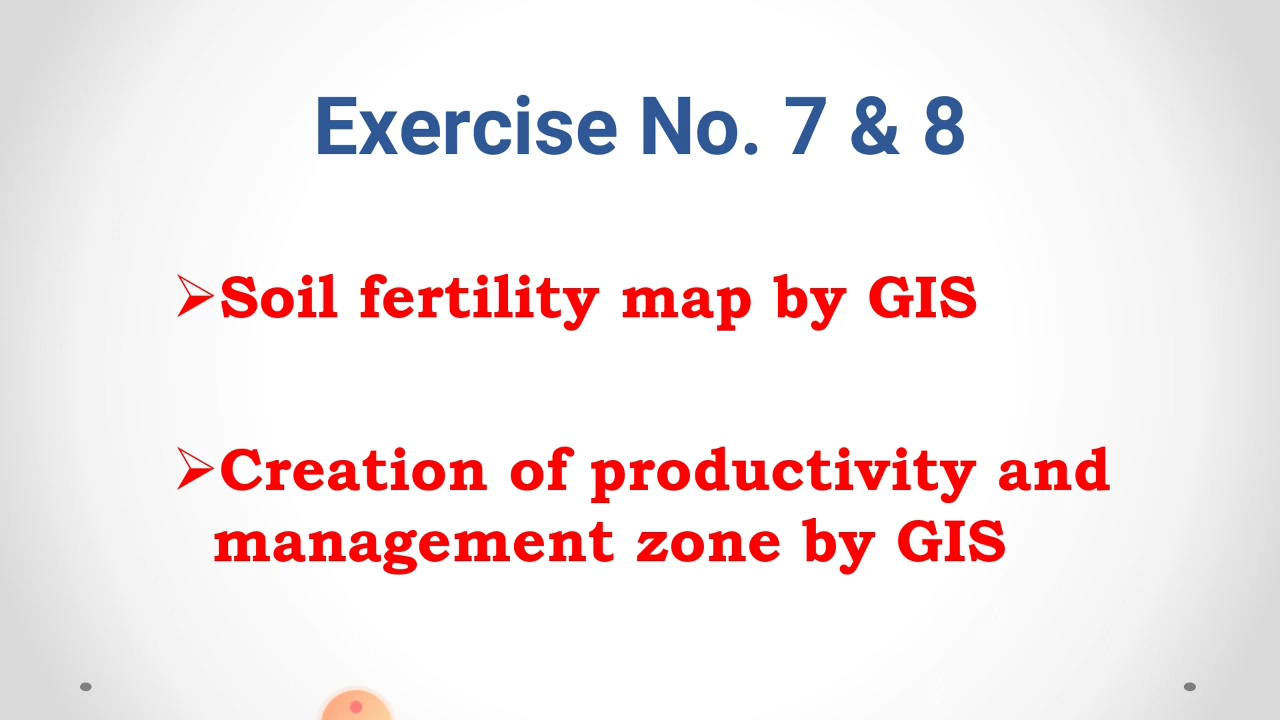 Exercise No. 7 & 8
➢Soil fertility map by GIS
➢Creation of productivity and
management zone by GIS